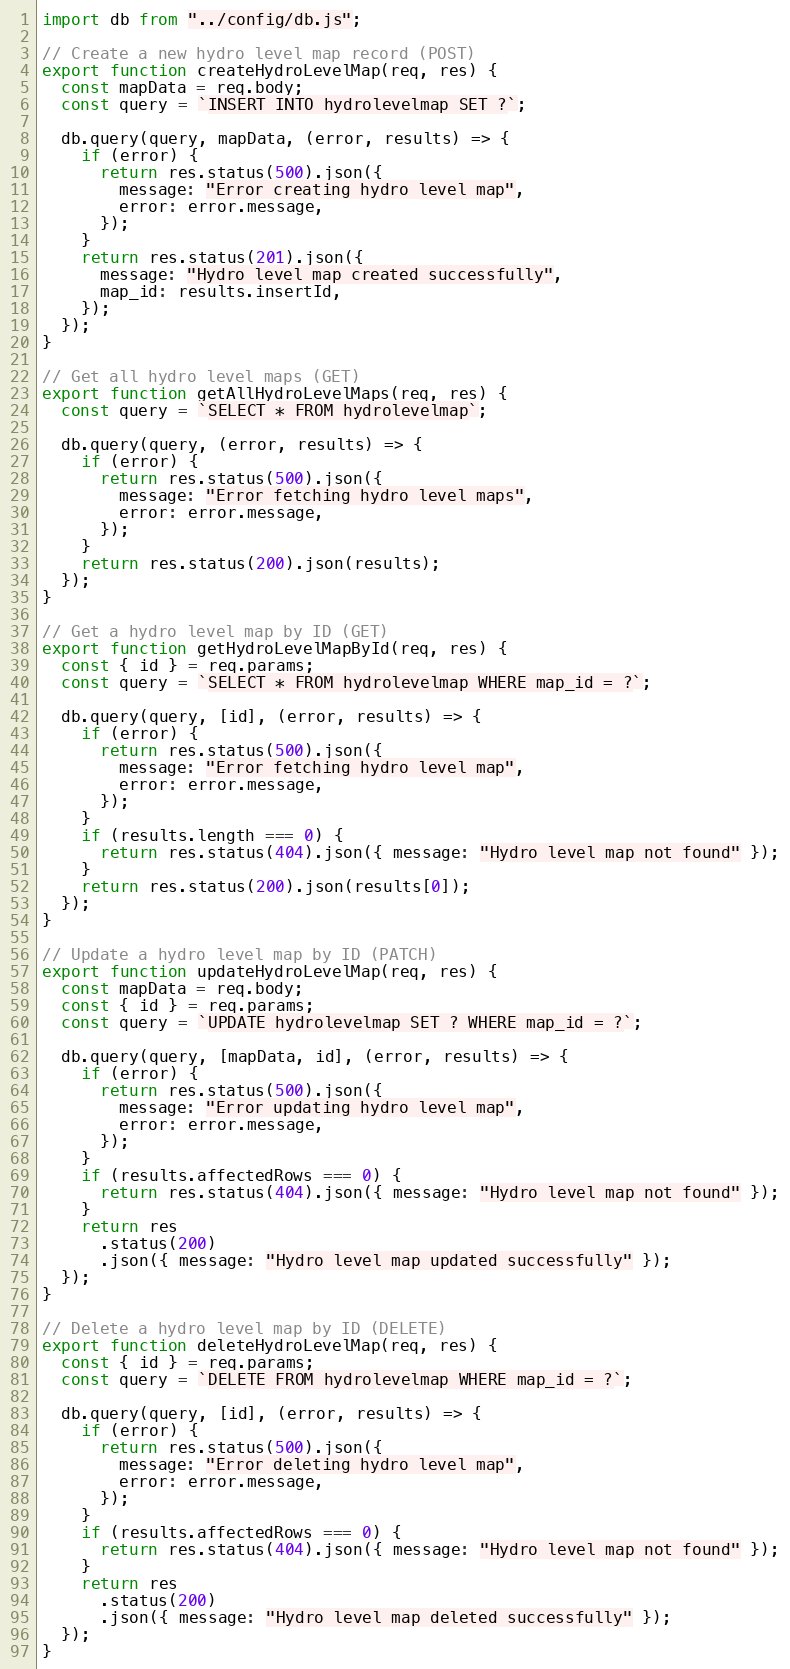 1 import db from "../config/db.js";
2
3 // Create a new hydro level map record (POST)
4 export function createHydroLevelMap(req, res) {
5   const mapData = req.body;
6   const query = `INSERT INTO hydrolevelmap SET ?`;
7
8   db.query(query, mapData, (error, results) => {
9     if (error) {
10       return res.status(500).json({
11         message: "Error creating hydro level map",
12         error: error.message,
13       });
14     }
15     return res.status(201).json({
16       message: "Hydro level map created successfully",
17       map_id: results.insertId,
18     });
19   });
20 }
21
22 // Get all hydro level maps (GET)
23 export function getAllHydroLevelMaps(req, res) {
24   const query = `SELECT * FROM hydrolevelmap`;
25
26   db.query(query, (error, results) => {
27     if (error) {
28       return res.status(500).json({
29         message: "Error fetching hydro level maps",
30         error: error.message,
31       });
32     }
33     return res.status(200).json(results);
34   });
35 }
36
37 // Get a hydro level map by ID (GET)
38 export function getHydroLevelMapById(req, res) {
39   const { id } = req.params;
40   const query = `SELECT * FROM hydrolevelmap WHERE map_id = ?`;
41
42   db.query(query, [id], (error, results) => {
43     if (error) {
44       return res.status(500).json({
45         message: "Error fetching hydro level map",
46         error: error.message,
47       });
48     }
49     if (results.length === 0) {
50       return res.status(404).json({ message: "Hydro level map not found" });
51     }
52     return res.status(200).json(results[0]);
53   });
54 }
55
56 // Update a hydro level map by ID (PATCH)
57 export function updateHydroLevelMap(req, res) {
58   const mapData = req.body;
59   const { id } = req.params;
60   const query = `UPDATE hydrolevelmap SET ? WHERE map_id = ?`;
61
62   db.query(query, [mapData, id], (error, results) => {
63     if (error) {
64       return res.status(500).json({
65         message: "Error updating hydro level map",
66         error: error.message,
67       });
68     }
69     if (results.affectedRows === 0) {
70       return res.status(404).json({ message: "Hydro level map not found" });
71     }
72     return res
73       .status(200)
74       .json({ message: "Hydro level map updated successfully" });
75   });
76 }
77
78 // Delete a hydro level map by ID (DELETE)
79 export function deleteHydroLevelMap(req, res) {
80   const { id } = req.params;
81   const query = `DELETE FROM hydrolevelmap WHERE map_id = ?`;
82
83   db.query(query, [id], (error, results) => {
84     if (error) {
85       return res.status(500).json({
86         message: "Error deleting hydro level map",
87         error: error.message,
88       });
89     }
90     if (results.affectedRows === 0) {
91       return res.status(404).json({ message: "Hydro level map not found" });
92     }
93     return res
94       .status(200)
95       .json({ message: "Hydro level map deleted successfully" });
96   });
97 }